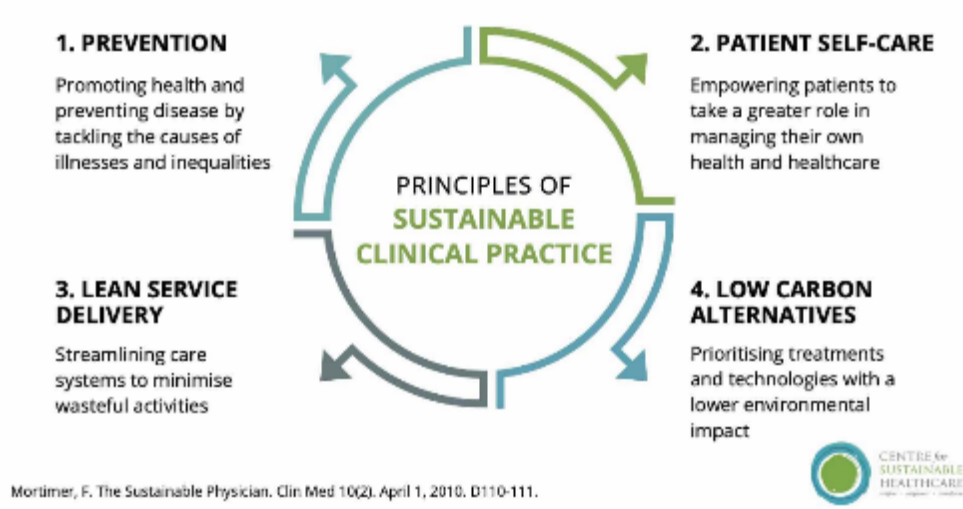 1. PREVENTION
Promoting health and
preventing disease by
tackling the causes of
illnesses and inequalities
2. PATIENT SELF-CARE
Empowering patients to
take a greater role in
managing their own
health and healthcare
PRINCIPLES OF
SUSTAINABLE
CLINICAL PRACTICE
3. LEAN SERVICE
DELIVERY
Streamlining care
systems to minimise
wasteful activities
4. LOW CARBON
ALTERNATIVES
Prioritising treatments
and technologies with a
lower environmental
impact
Mortimer, F. The Sustainable Physician. Clin Med 10(2). April 1, 2010. D110-111.
CENTRE for
SUSTAINABLE
HEALTHCARE